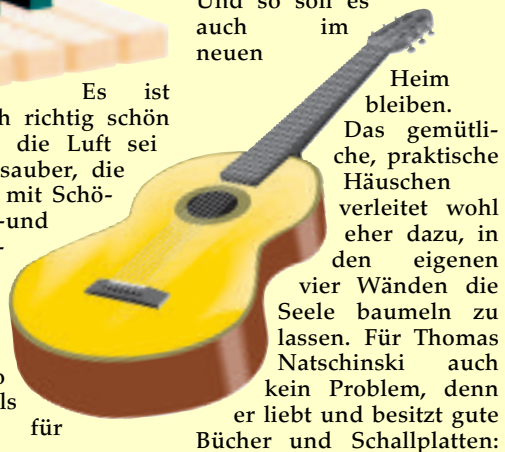 Es ist
h richtig schön
die Luft sei
sauber, die
mit Schö-
-und
-
o
ls
für
Und so soll es
auch im
neuen
Heim
bleiben.
Das gemütli-
che, praktische
Häuschen
verleitet wohl
eher dazu, in
den eigenen
vier Wänden die
Seele baumeln zu
lassen. Für Thomas
Natschinski auch
kein Problem, denn
er liebt und besitzt gute
Bücher und Schallplatten: